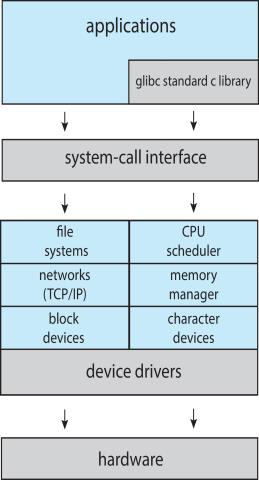 applications
glibc standard c library
system-call interface
file
systems
CPU
scheduler
networks
(TCP/IP)
memory
manager
block
devices
character
devices
device drivers
hardware